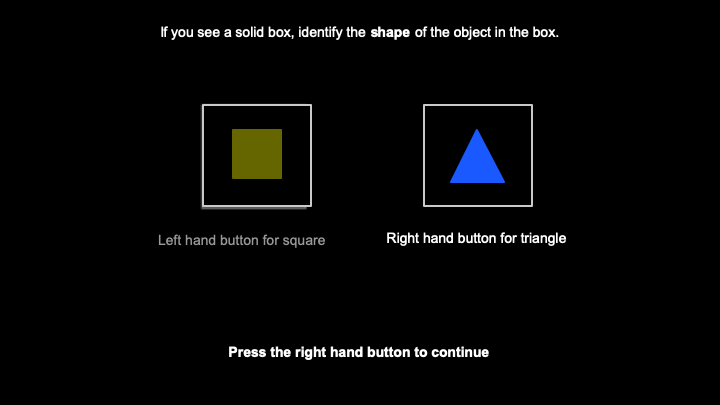 If you see a solid box, identify the shape of the object in the box.
Left hand button for square
Right hand button for triangle
Press the right hand button to continue